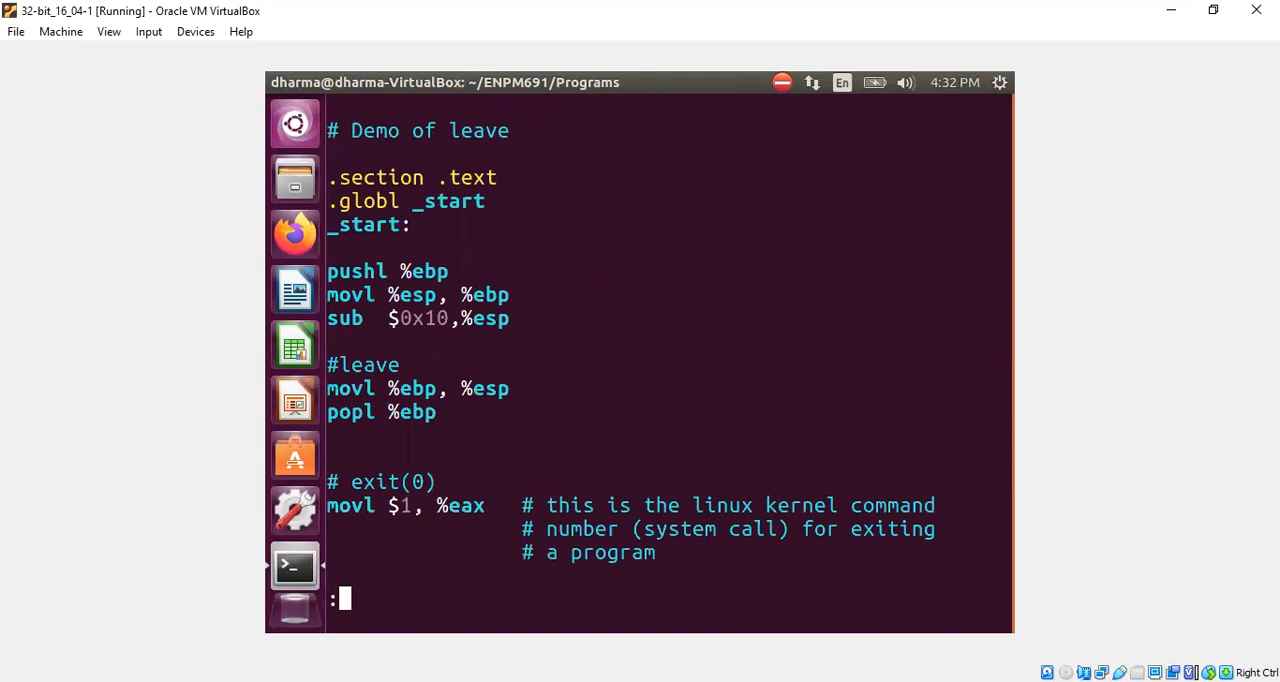 32-bit_16_04-1 [Running] - Oracle VM VirtualBox
File Machine View Input Devices Help
dharma@dharma-VirtualBox: ~/ENPM691/Programs En 4:32 PM
# Demo of leave
.section .text
.globl _start
_start:
pushl %ebp
movl %esp, %ebp
sub $0x10,%esp
#leave
movl %ebp, %esp
popl %ebp
# exit(0)
movl $1, %eax # this is the linux kernel command
# number (system call) for exiting
# a program
:
Right Ctrl